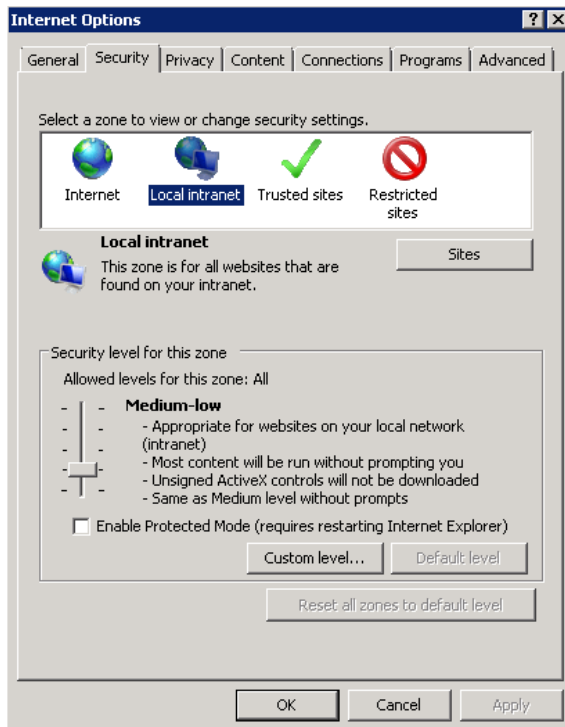 Internet Options
General Security Privacy Content Connections Programs Advanced
Select a zone to view or change security settings.
Internet Local intranet Trusted sites Restricted
sites
Local intranet
Sites
This zone is for all websites that are
found on your intranet.
Security level for this zone
Allowed levels for this zone: All
Medium-low
- Appropriate for websites on your local network
(intranet)
- Most content will be run without prompting you
- Unsigned ActiveX controls will not be downloaded
- Same as Medium level without prompts
Enable Protected Mode (requires restarting Internet Explorer)
Custom level... Default level
Reset all zones to default level
OK Cancel Apply